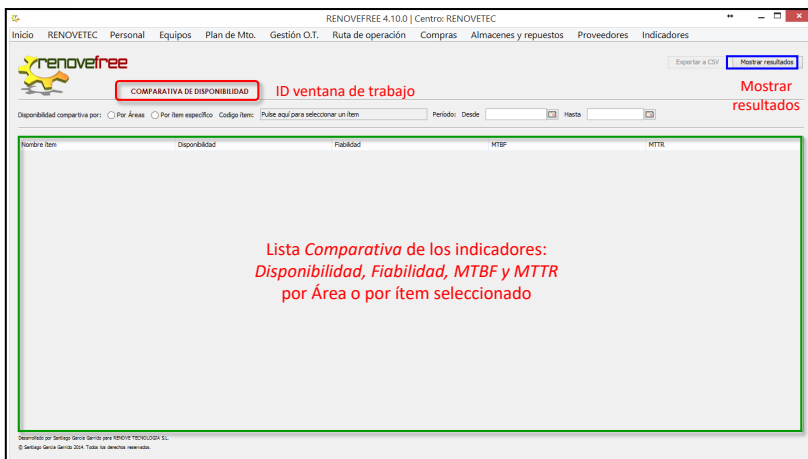 RENOVEFREE 4.10.0 | Centro: RENOVETEC
Inicio RENOVETEC Personal Equipos Plan de Mto. Gestión O.T. Ruta de operación Compras Almacenes y repuestos Proveedores Indicadores
renovefree
Exportar a CSV Mostrar resultados
COMPARATIVA DE DISPONIBILIDAD ID ventana de trabajo
Mostrar
resultados
Disponibilidad compartiva por: Por Áreas Por ítem específico Codigo ítem: Pulse aquí para seleccionar un ítem Período: Desde Hasta
Nombre ítem Disponibilidad Fiabilidad MTBF MTTR
Lista Comparativa de los indicadores:
Disponibilidad, Fiabilidad, MTBF y MTTR
por Área o por ítem seleccionado
Desarrollado por Santiago García Garrido para RENOVE TECNOLOGÍA S.L.
© Santiago García Garrido 2014. Todos los derechos reservados.